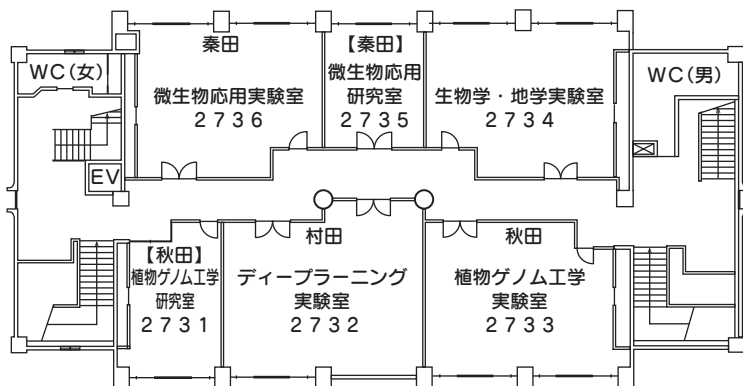 秦田
微生物応用実験室
2736
【秦田】
微生物応用
研究室
2735
生物学・地学実験室
2734
WC(女)
WC(男)
EV
【秋田】
植物ゲノム工学
研究室
2731
村田
ディープラーニング
実験室
2732
秋田
植物ゲノム工学
実験室
2733